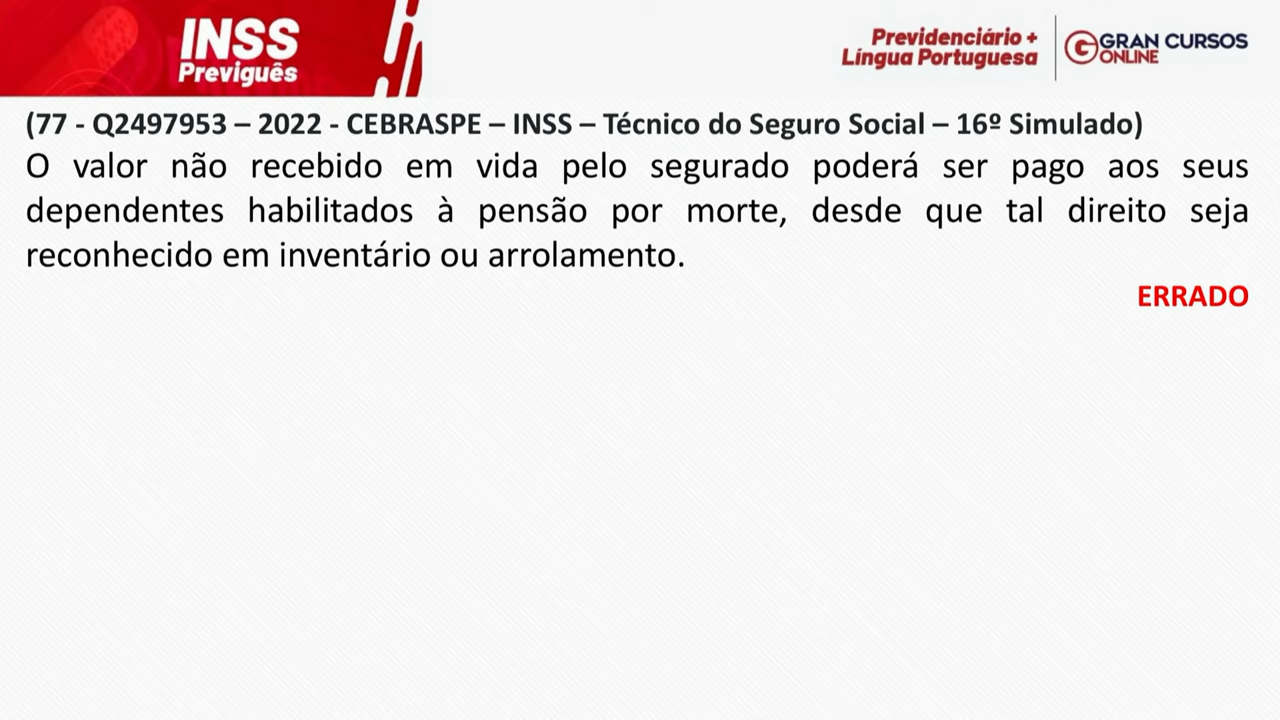 INSS
Previguês
Previdenciário +
Língua Portuguesa
GRAN CURSOS
ONLINE
(77 - Q2497953 – 2022 - CEBRASPE – INSS – Técnico do Seguro Social – 16º Simulado)
O valor não recebido em vida pelo segurado poderá ser pago aos seus
dependentes habilitados à pensão por morte, desde que tal direito seja
reconhecido em inventário ou arrolamento.
ERRADO